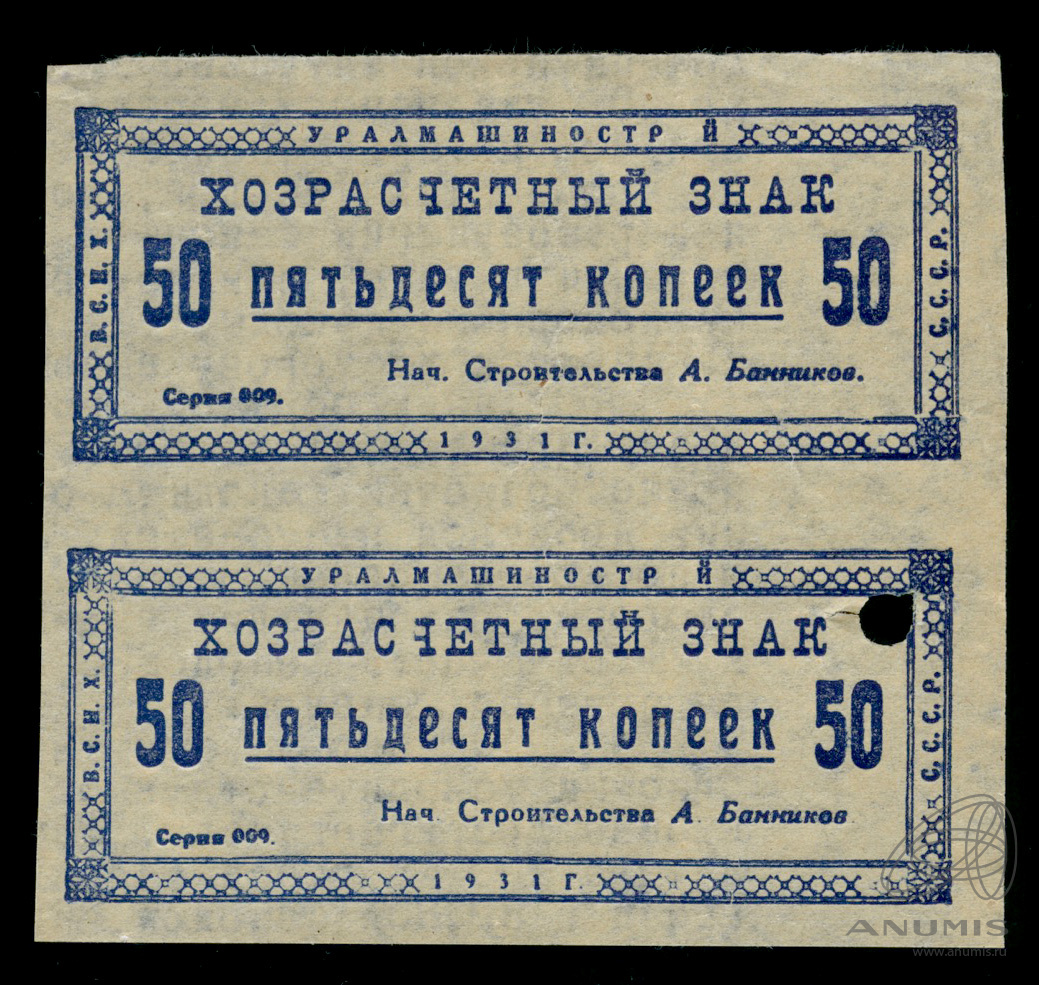 УРАЛМАШИНОСТР Й
ХОЗРАСЧЕТНЫЙ ЗНАК
В. С. Н. Х.
50 ПЯТЬДЕСЯТ КОПЕЕК 50
С. С. С. Р.
Нач. Строительства А. Банников.
Серия 009.
1931 Г.
УРАЛМАШИНОСТР Й
ХОЗРАСЧЕТНЫЙ ЗНАК
В. С. Н. Х.
50 ПЯТЬДЕСЯТ КОПЕЕК 50
С. С. С. Р.
Нач. Строительства А. Банников
Серия 009.
1931 Г.
ANUMIS
www.anumis.ru